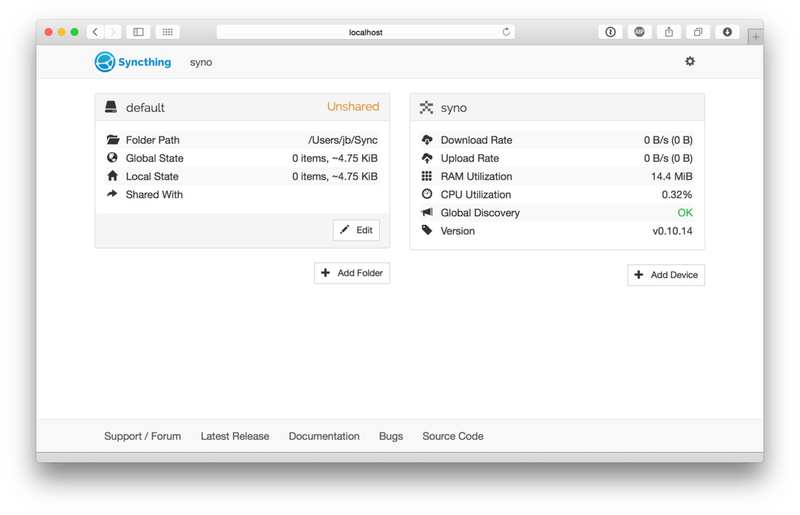 localhost
Syncthing syno
default Unshared
Folder Path /Users/jb/Sync
Global State 0 items, ~4.75 KiB
Local State 0 items, ~4.75 KiB
Shared With
Edit
Add Folder
syno
Download Rate 0 B/s (0 B)
Upload Rate 0 B/s (0 B)
RAM Utilization 14.4 MiB
CPU Utilization 0.32%
Global Discovery OK
Version v0.10.14
Add Device
Support / Forum Latest Release Documentation Bugs Source Code